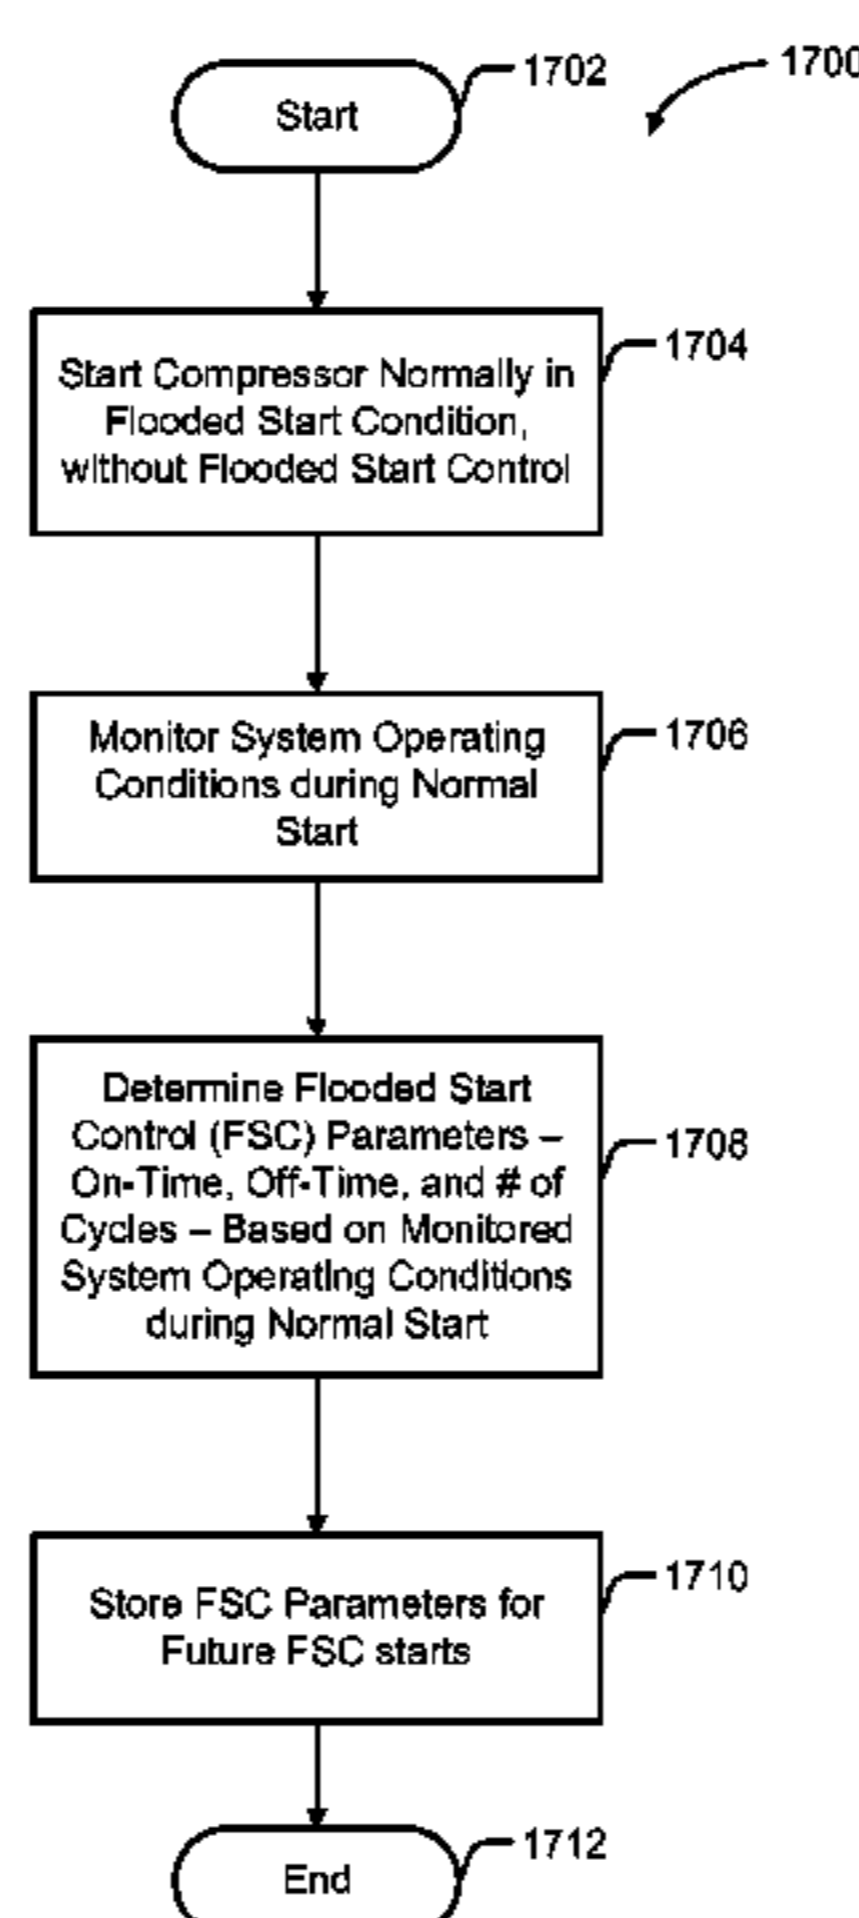 1700
1702
Start
1704
Start Compressor Normally in
Flooded Start Condition,
without Flooded Start Control
1706
Monitor System Operating
Conditions during Normal
Start
1708
Determine Flooded Start
Control (FSC) Parameters –
On-Time, Off-Time, and # of
Cycles – Based on Monitored
System Operating Conditions
during Normal Start
1710
Store FSC Parameters for
Future FSC starts
1712
End